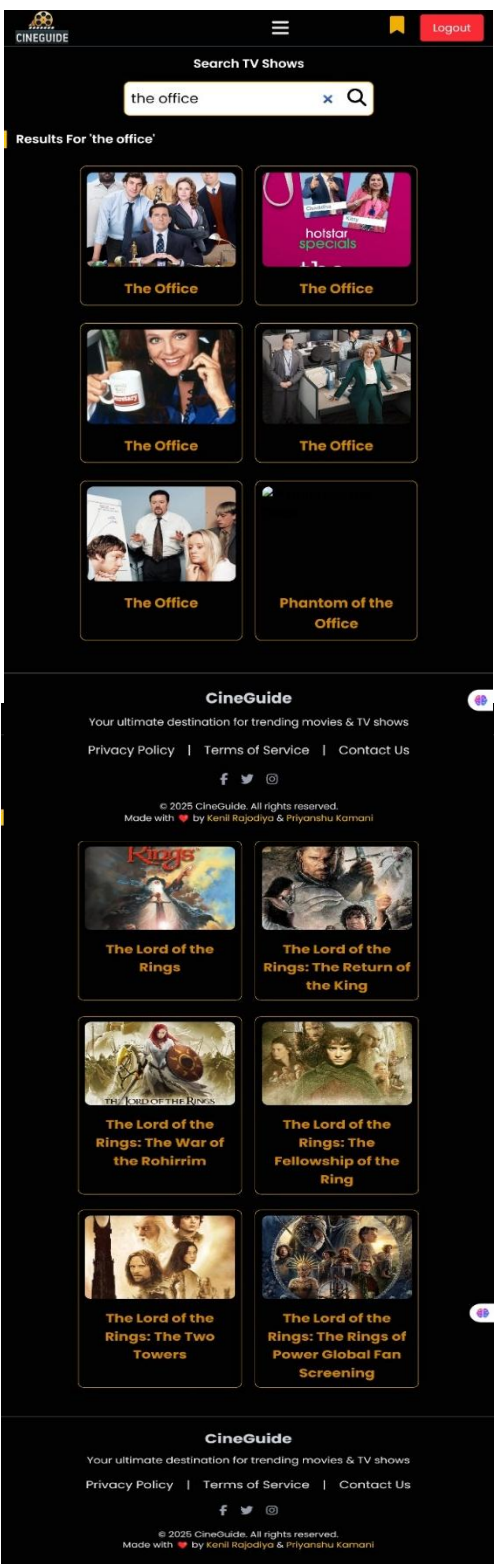 CINEGUIDE
Logout
Search TV Shows
the office
Results For 'the office'
hotstar
specials
The Office
The Office
The Office
The Office
The Office
Phantom of the
Office
CineGuide
Your ultimate destination for trending movies & TV shows
Privacy Policy | Terms of Service | Contact Us
© 2025 CineGuide. All rights reserved.
Made with ❤ by Kenil Rajodiya & Priyanshu Kamani
Rings
The Lord of the
Rings
The Lord of the
Rings: The Return of
the King
THE LORD OF THE RINGS
The Lord of the
Rings: The War of
the Rohirrim
The Lord of the
Rings: The
Fellowship of the
Ring
The Lord of the
Rings: The Two
Towers
The Lord of the
Rings: The Rings of
Power Global Fan
Screening
CineGuide
Your ultimate destination for trending movies & TV shows
Privacy Policy | Terms of Service | Contact Us
© 2025 CineGuide. All rights reserved.
Made with ❤ by Kenil Rajodiya & Priyanshu Kamani